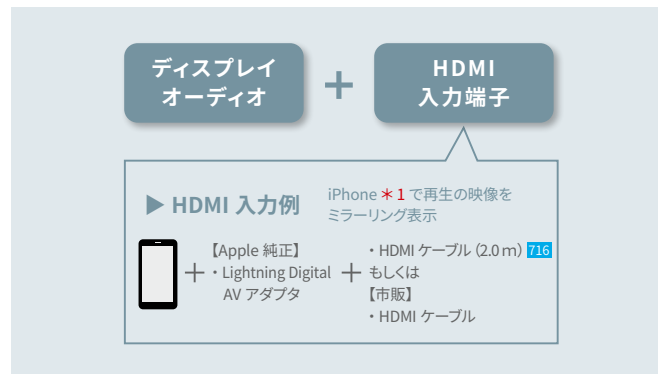 ディスプレイ
オーディオ
+
HDMI
入力端子
▶ HDMI 入力例
iPhone *1 で再生の映像を
ミラーリング表示
+
【Apple 純正】
・Lightning Digital
AV アダプタ
+
・HDMI ケーブル(2.0m) 716
もしくは
【市販】
・HDMI ケーブル